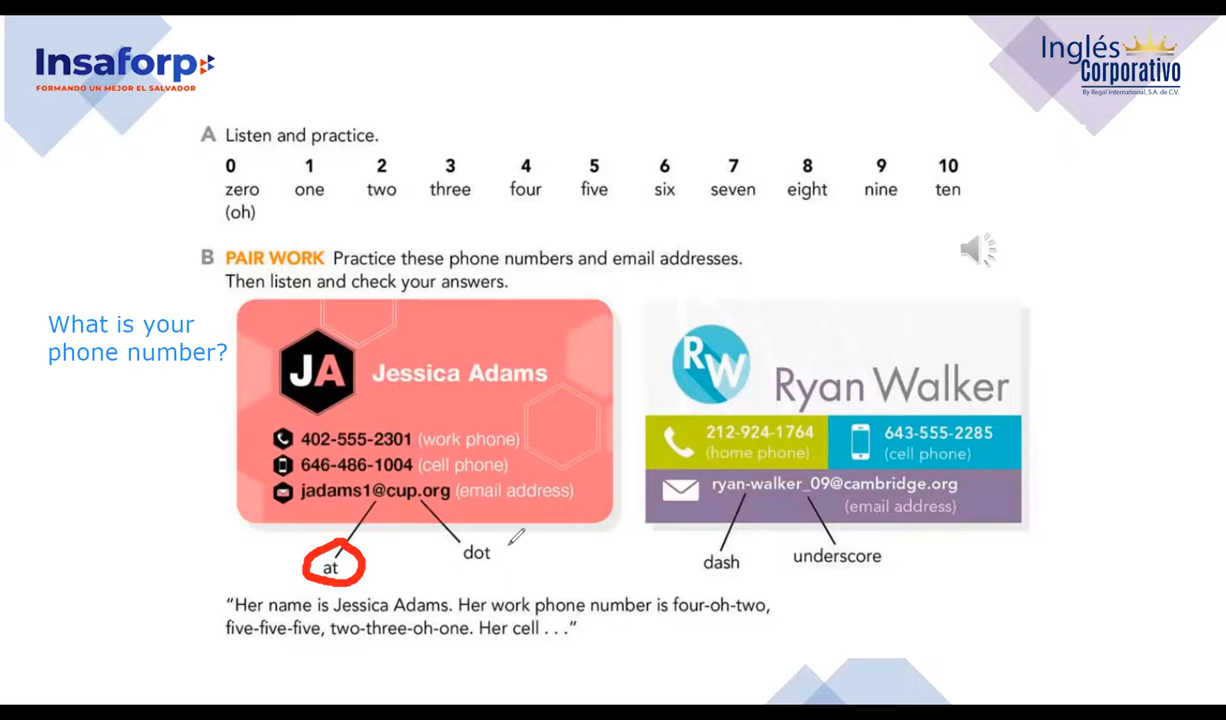 Insaforp
FORMANDO UN MEJOR EL SALVADOR
Inglés
Corporativo
By Regal International, S.A. de C.V.
A Listen and practice.
0 1 2 3 4 5 6 7 8 9 10
zero one two three four five six seven eight nine ten
(oh)
B PAIR WORK Practice these phone numbers and email addresses.
Then listen and check your answers.
What is your
phone number?
JA
Jessica Adams
402-555-2301 (work phone)
646-486-1004 (cell phone)
jadams1@cup.org (email address)
at
dot
RW
Ryan Walker
212-924-1764
(home phone)
643-555-2285
(cell phone)
ryan-walker_09@cambridge.org
(email address)
dash
underscore
“Her name is Jessica Adams. Her work phone number is four-oh-two,
five-five-five, two-three-oh-one. Her cell . . .”